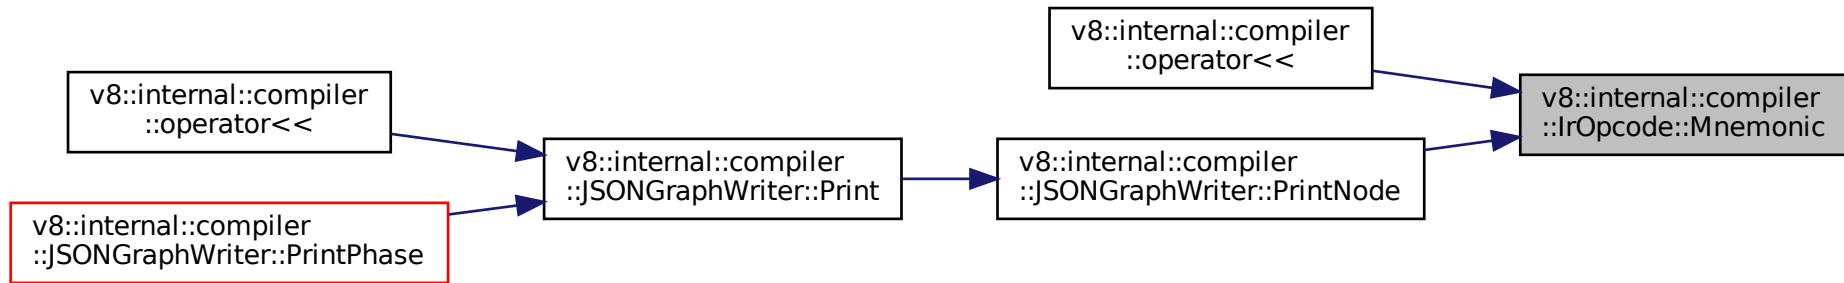 v8::internal::compiler
::operator<<
v8::internal::compiler
::JSONGraphWriter::PrintPhase
v8::internal::compiler
::JSONGraphWriter::Print
v8::internal::compiler
::operator<<
v8::internal::compiler
::JSONGraphWriter::PrintNode
v8::internal::compiler
::IrOpcode::Mnemonic